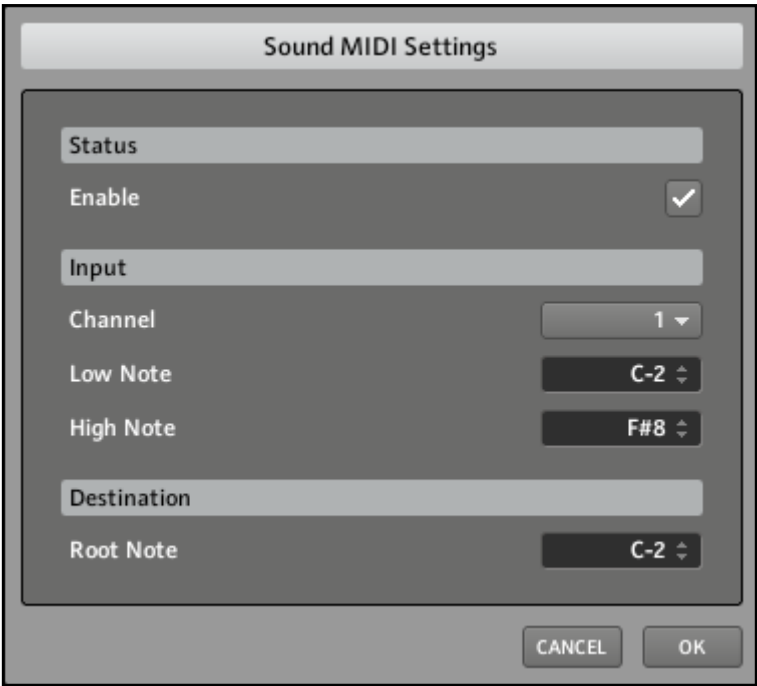 Sound MIDI Settings
Status
Enable
Input
Channel 1
Low Note C-2
High Note F#8
Destination
Root Note C-2
CANCEL OK